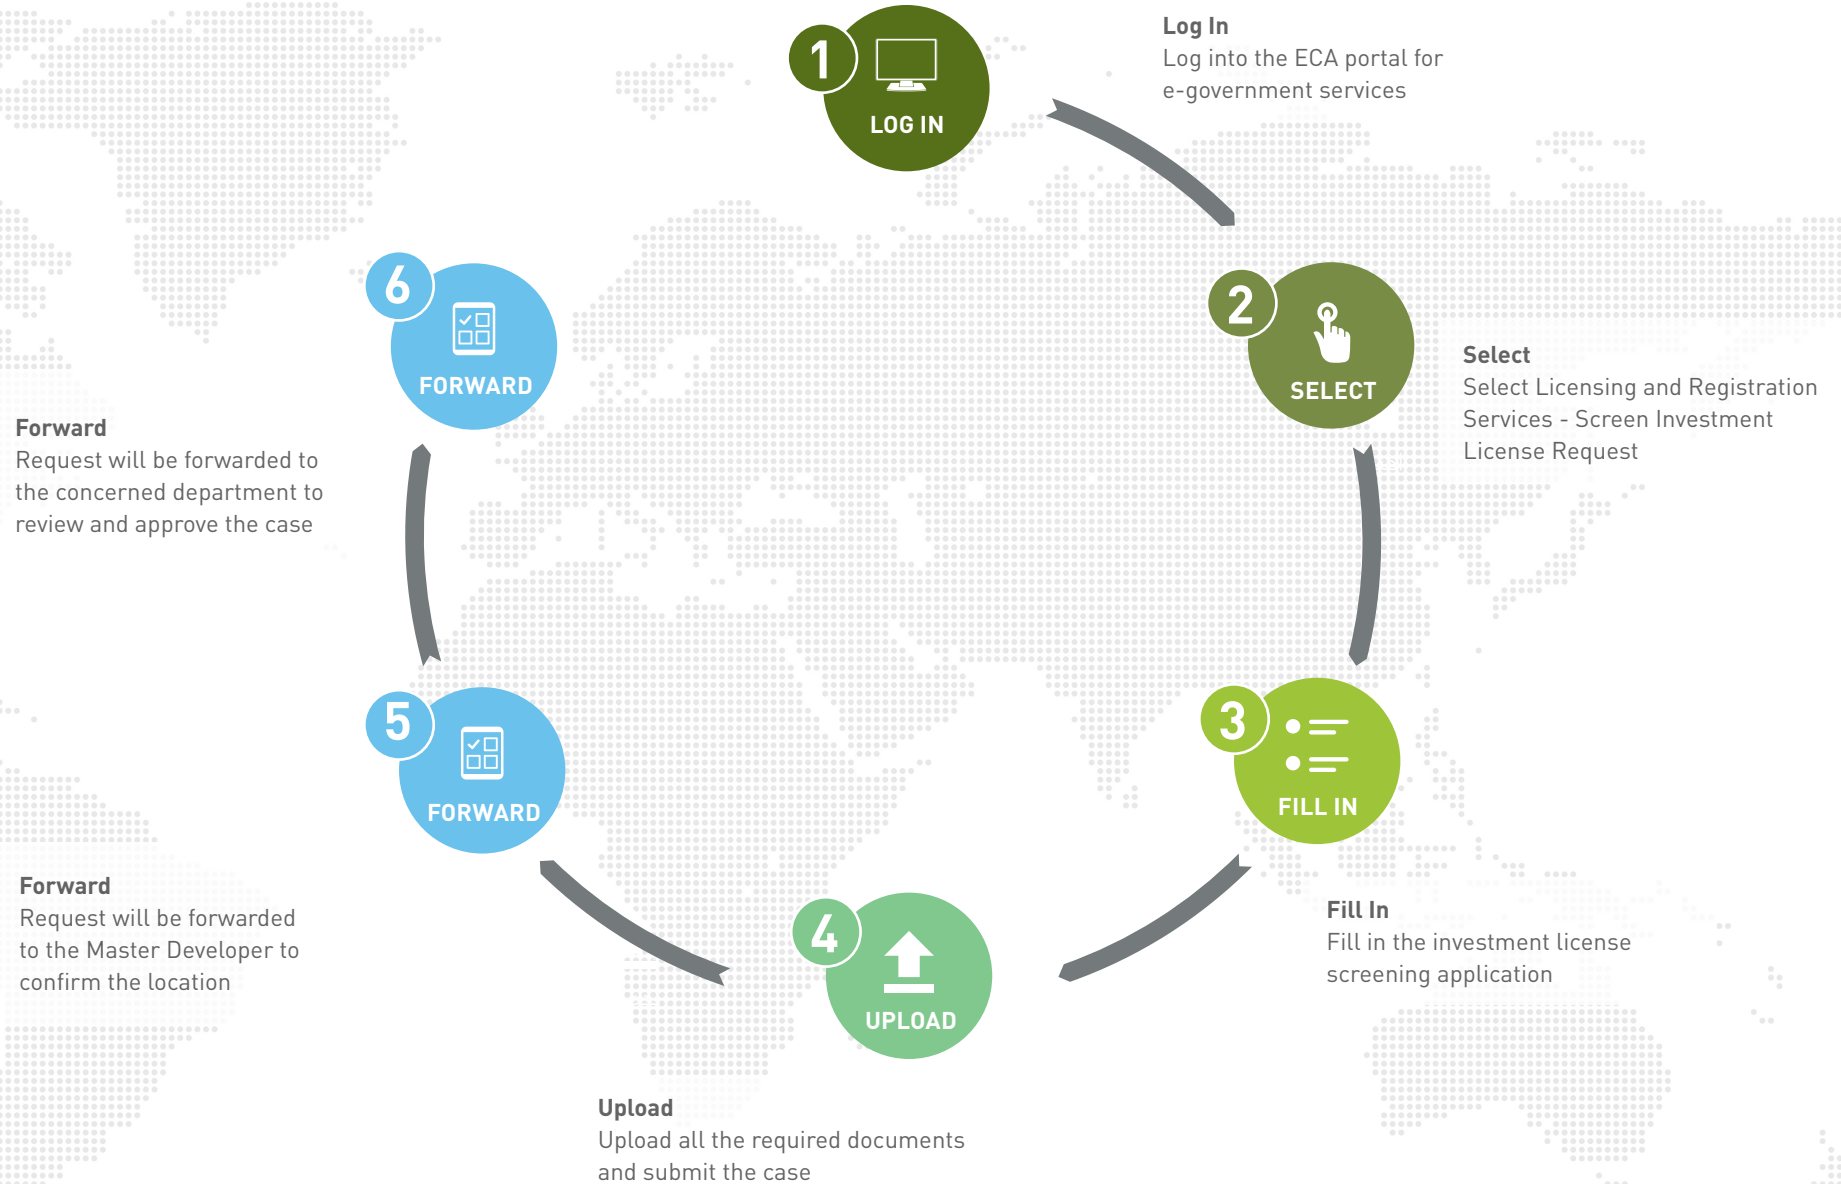 1
LOG IN
Log In
Log into the ECA portal for
e-government services
2
SELECT
Select
Select Licensing and Registration
Services - Screen Investment
License Request
3
FILL IN
Fill In
Fill in the investment license
screening application
4
UPLOAD
Upload
Upload all the required documents
and submit the case
5
FORWARD
Forward
Request will be forwarded
to the Master Developer to
confirm the location
6
FORWARD
Forward
Request will be forwarded to
the concerned department to
review and approve the case